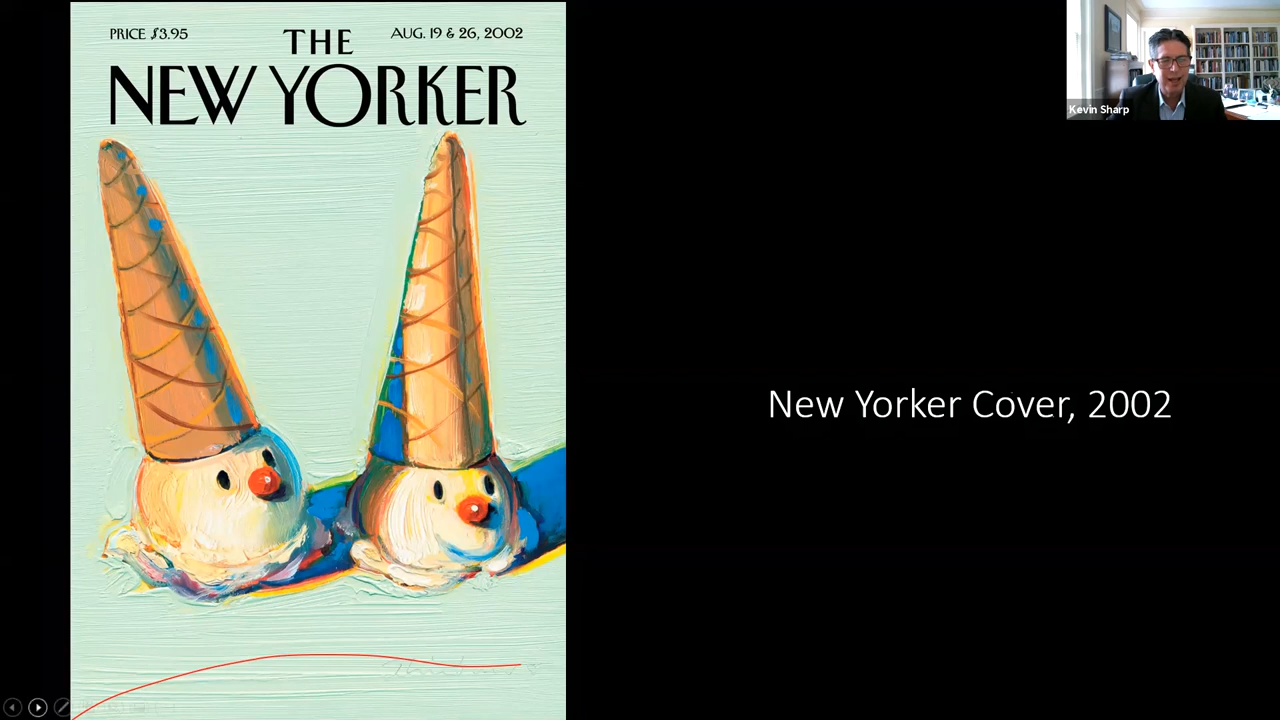 PRICE $3.95
THE
AUG. 19 & 26, 2002
NEW YORKER
Kevin Sharp
New Yorker Cover, 2002